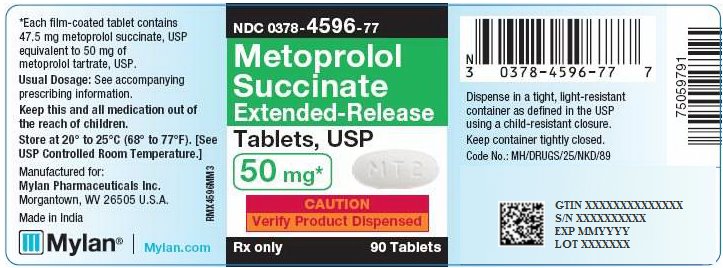 *Each film-coated tablet contains
47.5 mg metoprolol succinate, USP
equivalent to 50 mg of
metoprolol tartrate, USP.
Usual Dosage: See accompanying
prescribing information.
Keep this and all medication out of
the reach of children.
Store at 20° to 25°C (68° to 77°F). [See
USP Controlled Room Temperature.]
Manufactured for:
Mylan Pharmaceuticals Inc.
Morgantown, WV 26505 U.S.A.
Made in India
Mylan®
Mylan.com
RMX4596MM3
NDC 0378-4596-77
Metoprolol
Succinate
Extended-Release
Tablets, USP
50 mg*
MT2
CAUTION
Verify Product Dispensed
Rx only 90 Tablets
N
3 0378-4596-77 7
75059791
Dispense in a tight, light-resistant
container as defined in the USP
using a child-resistant closure.
Keep container tightly closed.
Code No.: MH/DRUGS/25/NKD/89
GTIN XXXXXXXXXXXXXX
S/N XXXXXXXXXX
EXP MMYYYY
LOT XXXXXXX